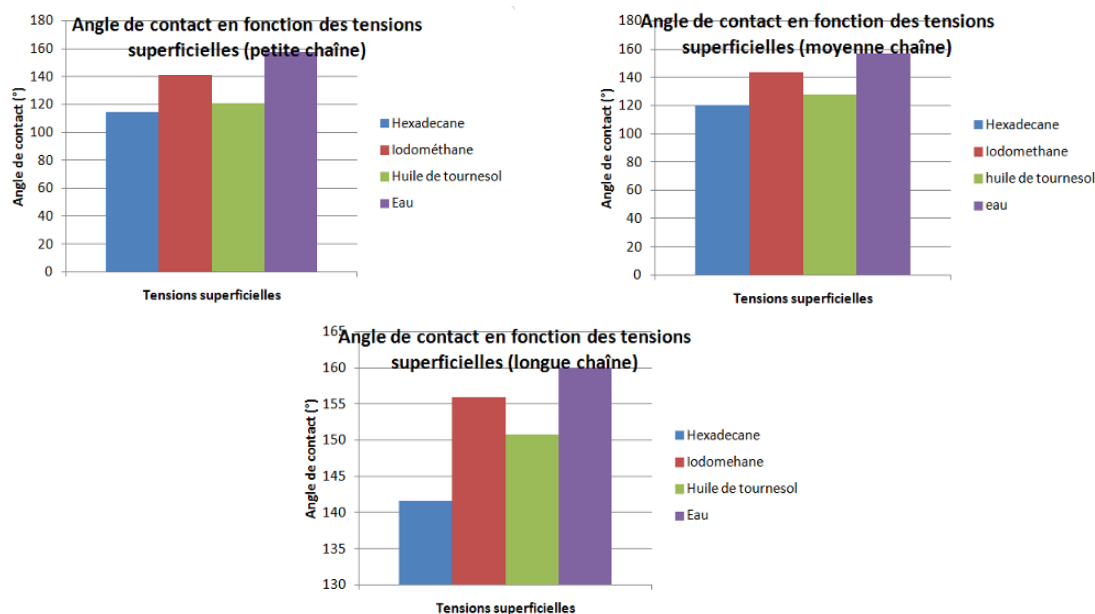 Angle de contact en fonction des tensions
superficielles (petite chaîne)
180
160
140
120
100
80
60
40
20
0
Angle de contact (°)
Tensions superficielles
Hexadecane
Iodométhane
Huile de tournesol
Eau
Angle de contact en fonction des tensions
superficielles (moyenne chaîne)
180
160
140
120
100
80
60
40
20
0
Angle de contact (°)
Tensions superficielles
Hexadecane
Iodomethane
huile de tournesol
eau
Angle de contact en fonction des tensions
superficielles (longue chaîne)
165
160
155
150
145
140
135
130
Angle de contact (°)
Tensions superficielles
Hexadecane
Iodomehane
Huile de tournesol
Eau